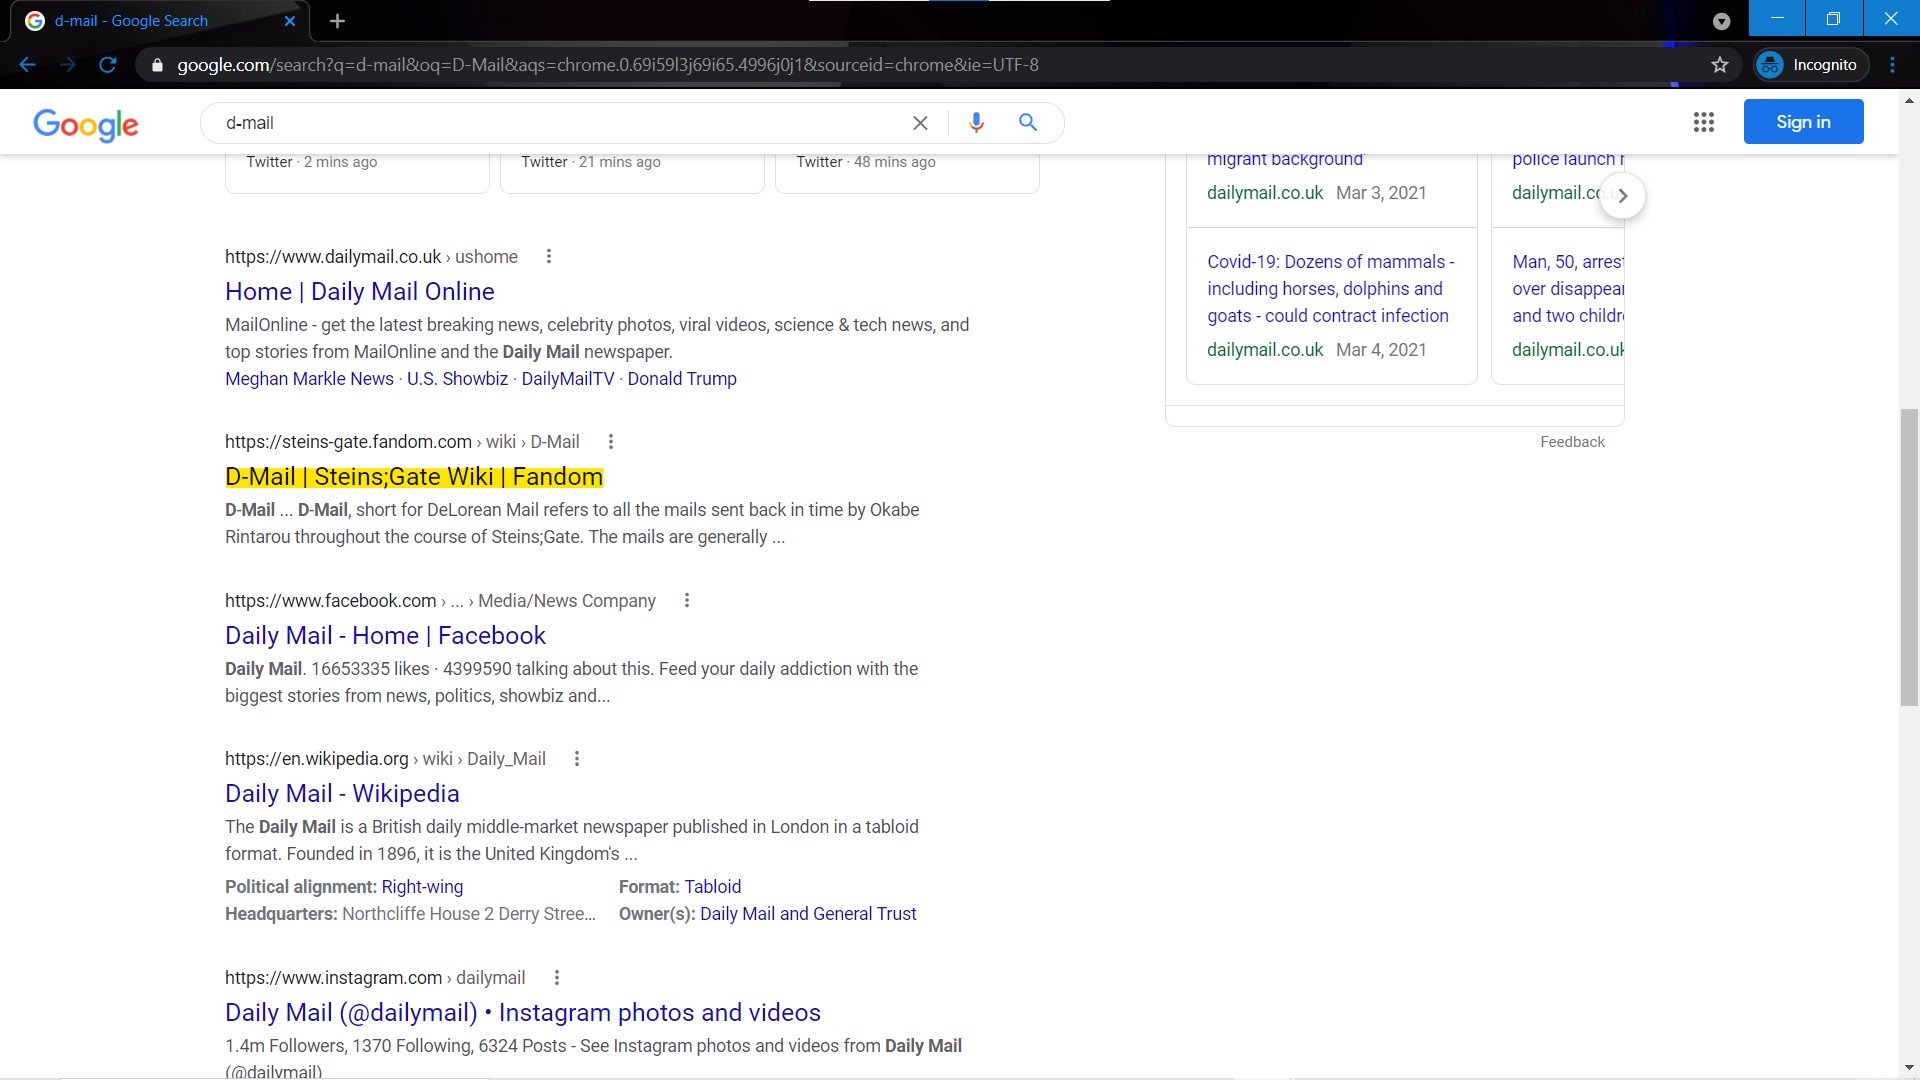 d-mail - Google Search
google.com/search?q=d-mail&oq=D-Mail&aqs=chrome.0.69i59l3j69i65.4996j0j1&sourceid=chrome&ie=UTF-8
Incognito
Google
d-mail
Sign in
Twitter · 2 mins ago
Twitter · 21 mins ago
Twitter · 48 mins ago
https://www.dailymail.co.uk › ushome
Home | Daily Mail Online
MailOnline - get the latest breaking news, celebrity photos, viral videos, science & tech news, and
top stories from MailOnline and the Daily Mail newspaper.
Meghan Markle News · U.S. Showbiz · DailyMailTV · Donald Trump
https://steins-gate.fandom.com › wiki › D-Mail
D-Mail | Steins;Gate Wiki | Fandom
D-Mail ... D-Mail, short for DeLorean Mail refers to all the mails sent back in time by Okabe
Rintarou throughout the course of Steins;Gate. The mails are generally ...
https://www.facebook.com › ... › Media/News Company
Daily Mail - Home | Facebook
Daily Mail. 16653335 likes · 4399590 talking about this. Feed your daily addiction with the
biggest stories from news, politics, showbiz and...
https://en.wikipedia.org › wiki › Daily_Mail
Daily Mail - Wikipedia
The Daily Mail is a British daily middle-market newspaper published in London in a tabloid
format. Founded in 1896, it is the United Kingdom's ...
Political alignment: Right-wing
Format: Tabloid
Headquarters: Northcliffe House 2 Derry Stree...
Owner(s): Daily Mail and General Trust
https://www.instagram.com › dailymail
Daily Mail (@dailymail) • Instagram photos and videos
1.4m Followers, 1370 Following, 6324 Posts - See Instagram photos and videos from Daily Mail
(@dailymail)
migrant background'
dailymail.co.uk Mar 3, 2021
Covid-19: Dozens of mammals -
including horses, dolphins and
goats - could contract infection
dailymail.co.uk Mar 4, 2021
police launch
Man, 50,
over
and two
dailymail.co.uk
Feedback